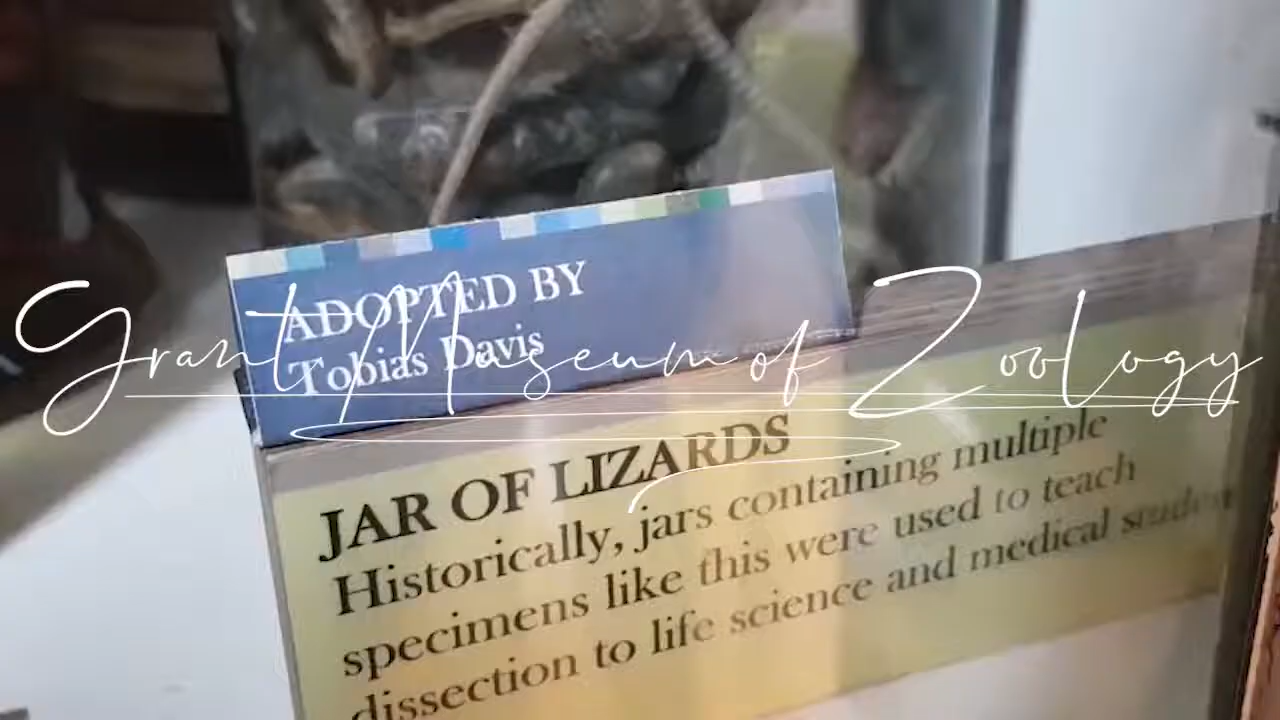 ADOPTED BY
Tobias Davis
Grant Museum of Zoology
JAR OF LIZARDS
Historically, jars containing multiple
specimens like this were used to teach
dissection to life science and medical